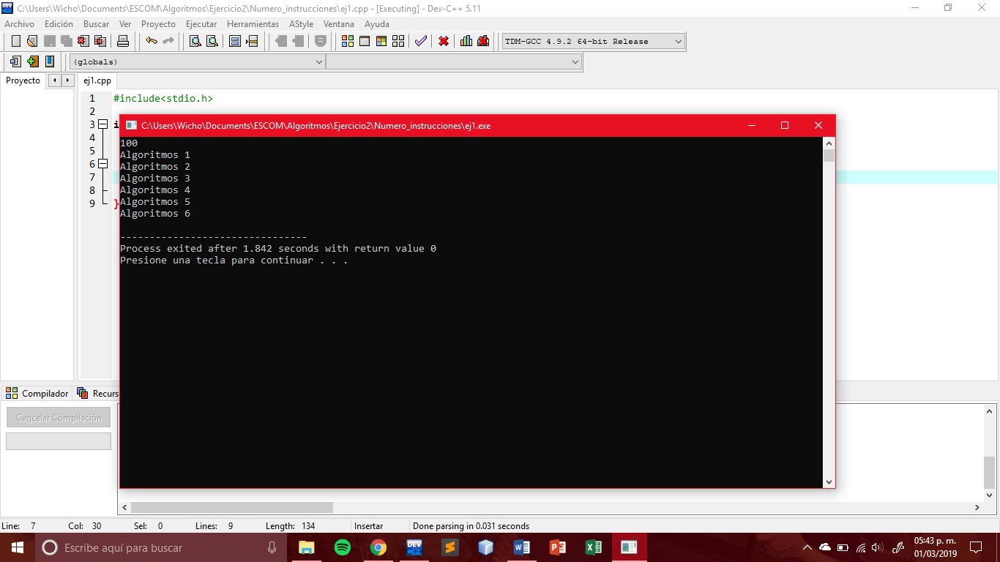 C:\Users\Wicho\Documents\ESCOM\Algoritmos\Ejercicio2\Numero_instrucciones\ej1.cpp - [Executing] - Dev-C++ 5.11
Archivo Edición Buscar Ver Proyecto Ejecutar Herramientas AStyle Ventana Ayuda
TDM-GCC 4.9.2 64-bit Release
(globals)
Proyecto ej1.cpp
1 #include<stdio.h>
2
3 i
4
5
6
7
8
9 }
C:\Users\Wicho\Documents\ESCOM\Algoritmos\Ejercicio2\Numero_instrucciones\ej1.exe
100
Algoritmos 1
Algoritmos 2
Algoritmos 3
Algoritmos 4
Algoritmos 5
Algoritmos 6
--------------------------------
Process exited after 1.842 seconds with return value 0
Presione una tecla para continuar . . .
Compilador Recurs
Cancelar Compilación
Line: 7 Col: 30 Sel: 0 Lines: 9 Length: 134 Insertar Done parsing in 0.031 seconds
Escribe aquí para buscar
DEV
05:43 p. m.
01/03/2019